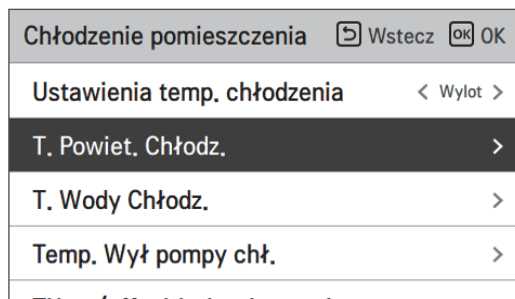 Chłodzenie pomieszczenia Wstecz OK OK
Ustawienia temp. chłodzenia < Wylot >
T. Powiet. Chłodz. >
T. Wody Chłodz. >
Temp. Wył pompy chł. >